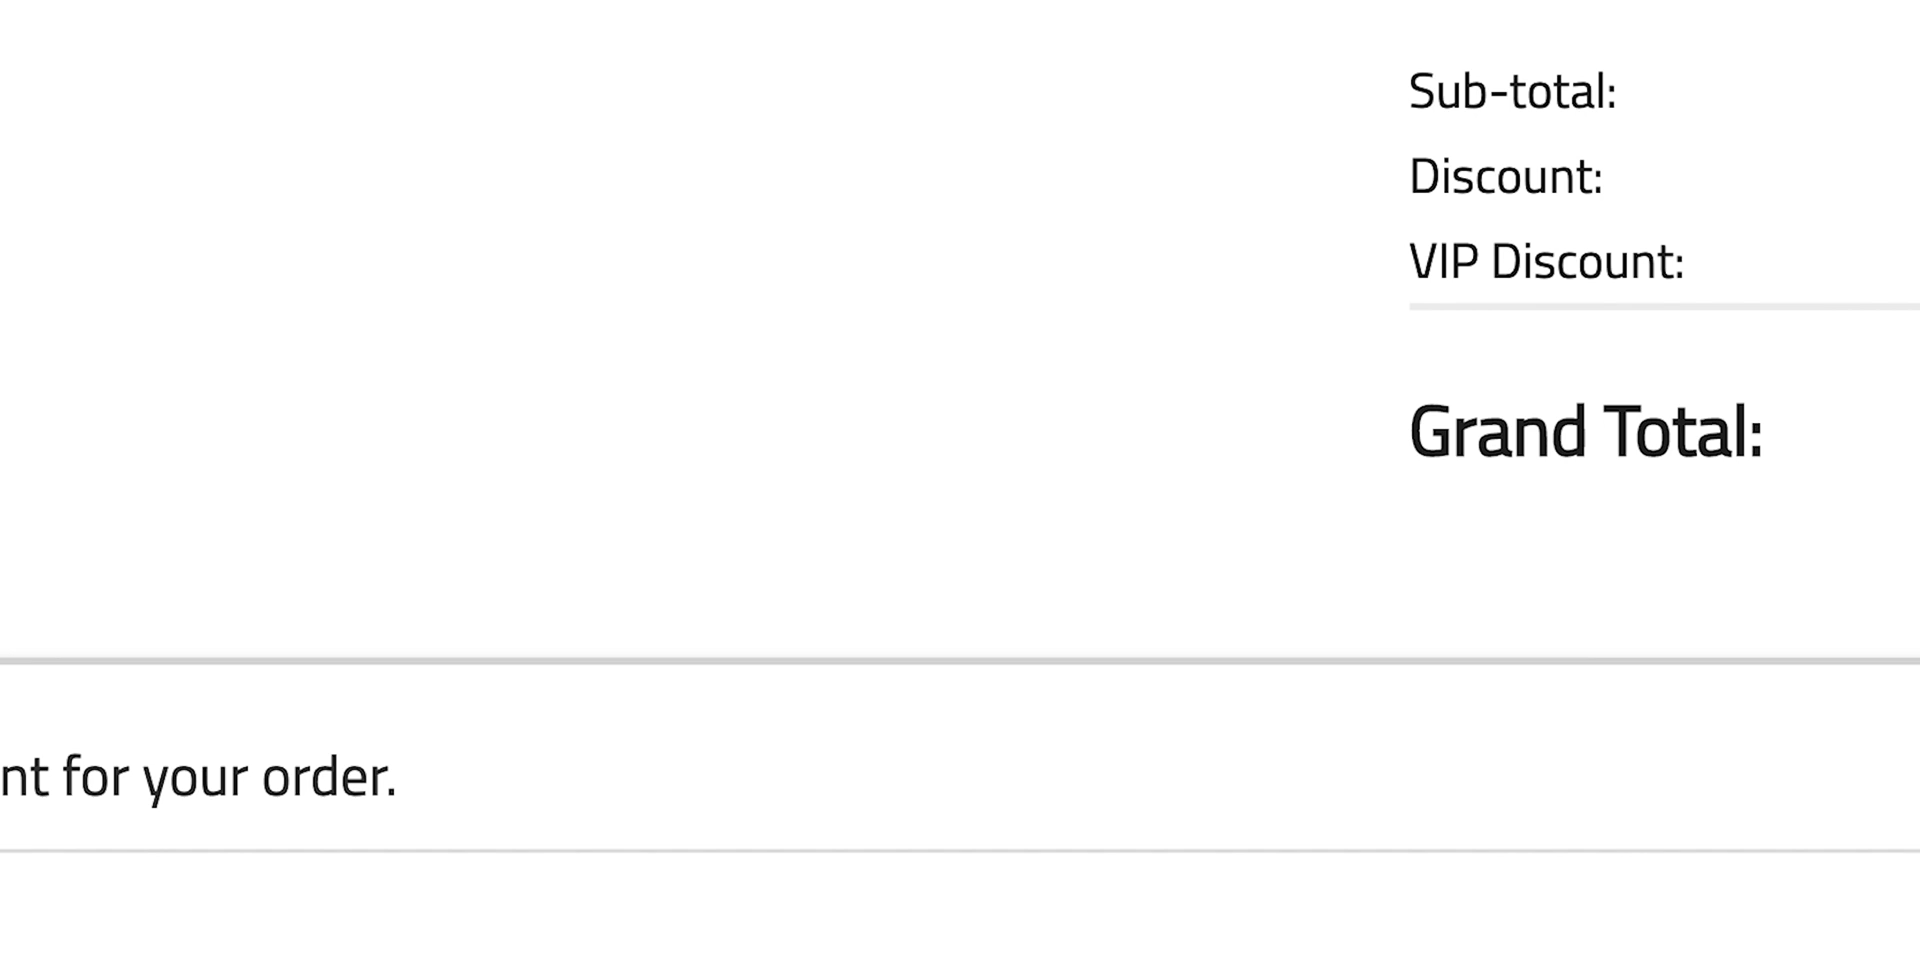 Sub-total:
Discount:
VIP Discount:
Grand Total:
nt for your order.